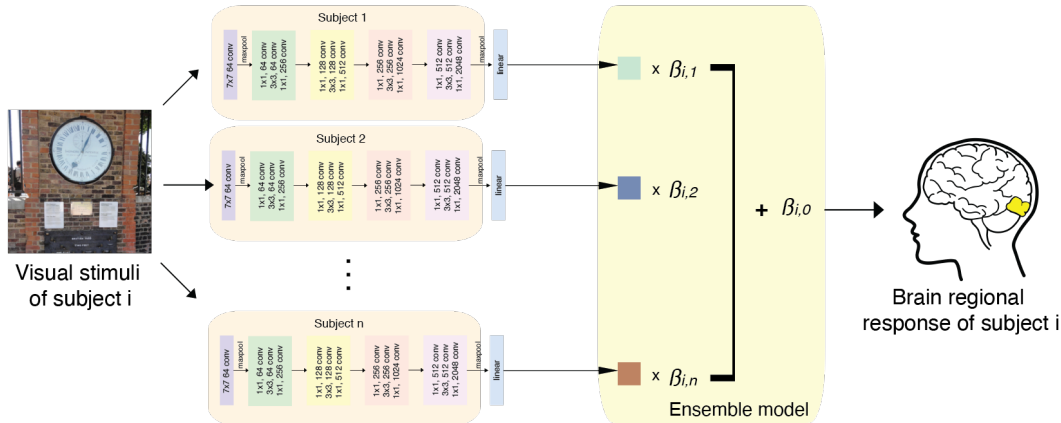 Visual stimuli
of subject i
Subject 1
7×7 64 conv
maxpool
1x1, 64 conv
3x3, 64 conv
1x1, 256 conv
1x1, 128 conv
3x3, 128 conv
1x1, 512 conv
1x1, 256 conv
3x3, 256 conv
1x1, 1024 conv
1x1, 512 conv
3x3, 512 conv
1x1, 2048 conv
maxpool
linear
Subject 2
7×7 64 conv
maxpool
1x1, 64 conv
3x3, 64 conv
1x1, 256 conv
1x1, 128 conv
3x3, 128 conv
1x1, 512 conv
1x1, 256 conv
3x3, 256 conv
1x1, 1024 conv
1x1, 512 conv
3x3, 512 conv
1x1, 2048 conv
maxpool
linear
Subject n
7×7 64 conv
maxpool
1x1, 64 conv
3x3, 64 conv
1x1, 256 conv
1x1, 128 conv
3x3, 128 conv
1x1, 512 conv
1x1, 256 conv
3x3, 256 conv
1x1, 1024 conv
1x1, 512 conv
3x3, 512 conv
1x1, 2048 conv
maxpool
linear
x βi,1
x βi,2
x βi,n
+ βi,0
Ensemble model
Brain regional
response of subject i